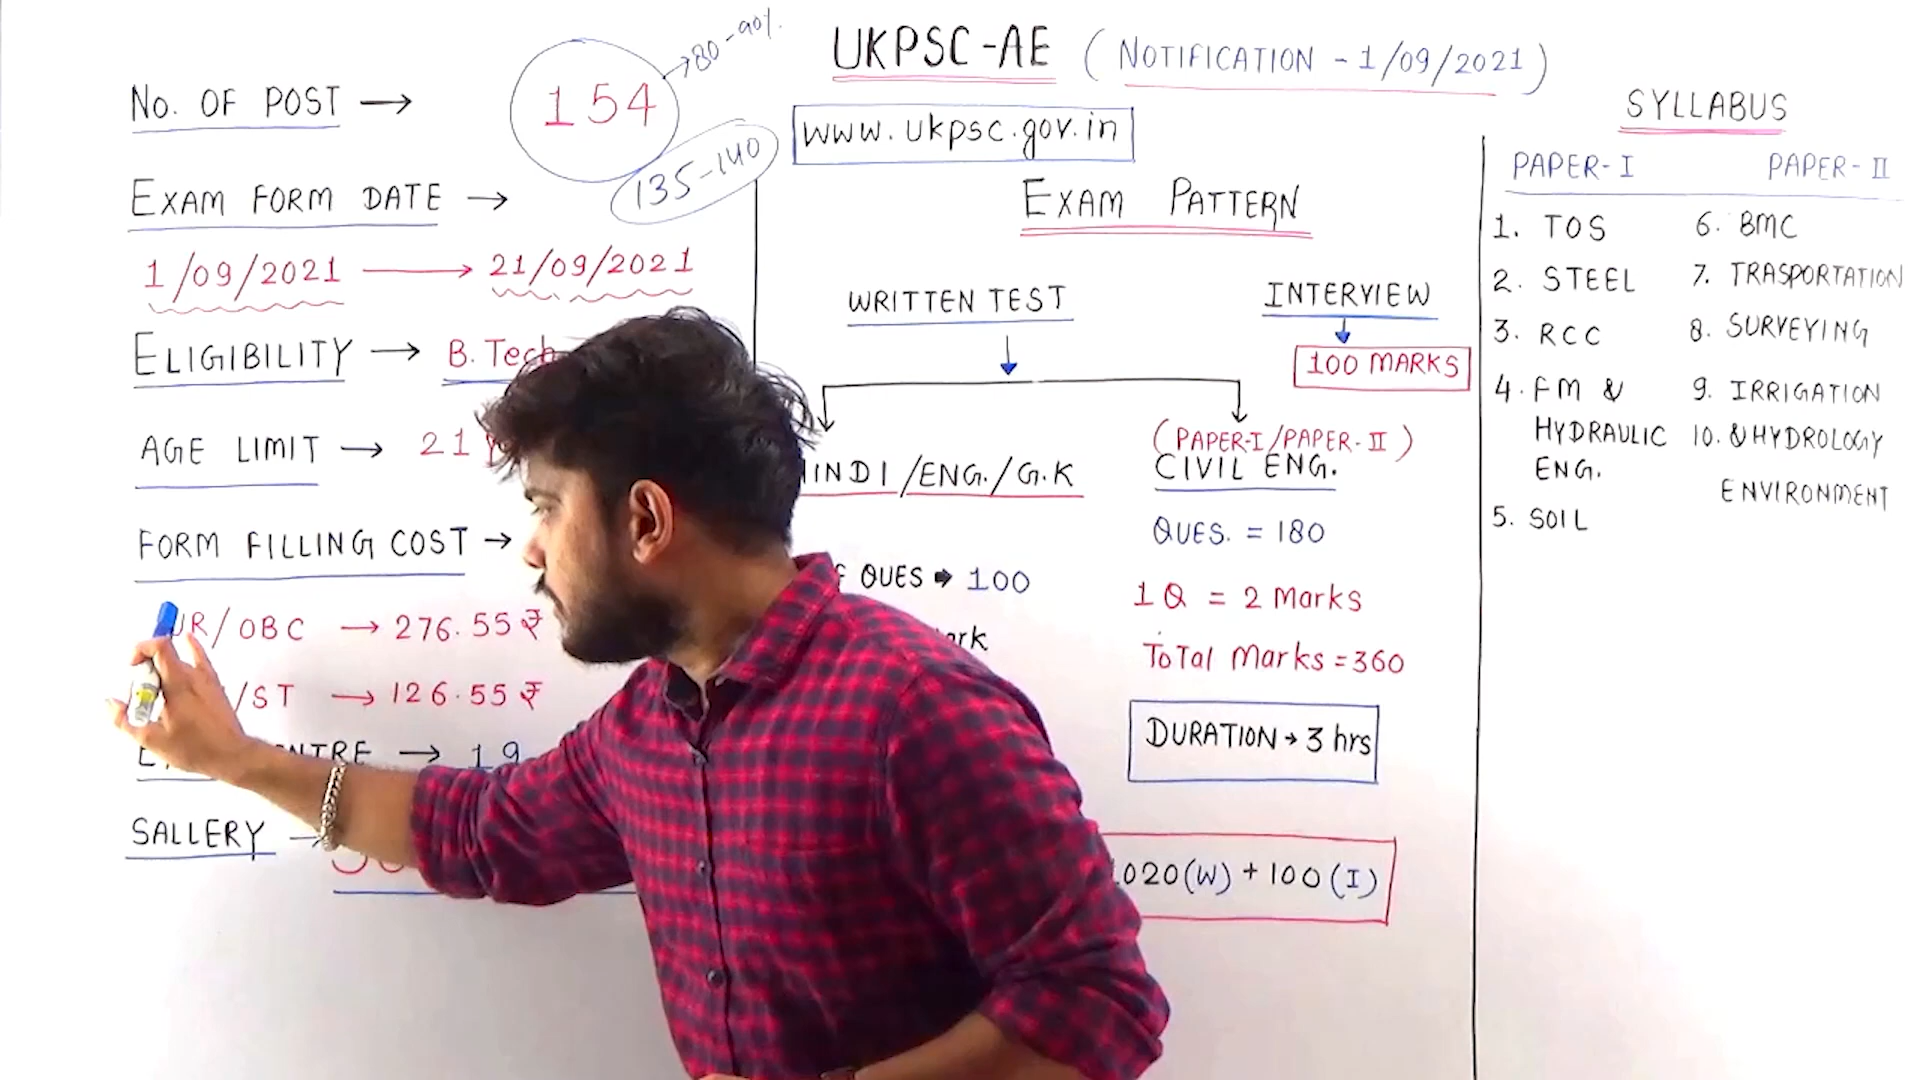 No. OF POST → 154
→ 80-90%.
135-140
EXAM FORM DATE →
1/09/2021 → 21/09/2021
ELIGIBILITY → B. Tech
AGE LIMIT → 21
FORM FILLING COST →
UR/OBC → 276.55 ₹
/ST → 126.55 ₹
→ 19
SALLERY →
UKPSC-AE (NOTIFICATION - 1/09/2021)
www.ukpsc.gov.in
EXAM PATTERN
WRITTEN TEST
INTERVIEW
100 MARKS
INDI/ENG./G.K
QUES → 100
(PAPER-I/PAPER-II)
CIVIL ENG.
QUES. = 180
1Q = 2 Marks
Total Marks = 360
DURATION → 3 hrs
020(W) + 100(I)
SYLLABUS
PAPER-I
1. TOS
2. STEEL
3. RCC
4. FM &
HYDRAULIC
ENG.
5. SOIL
PAPER-II
6. BMC
7. TRASPORTATION
8. SURVEYING
9. IRRIGATION
10. & HYDROLOGY
ENVIRONMENT